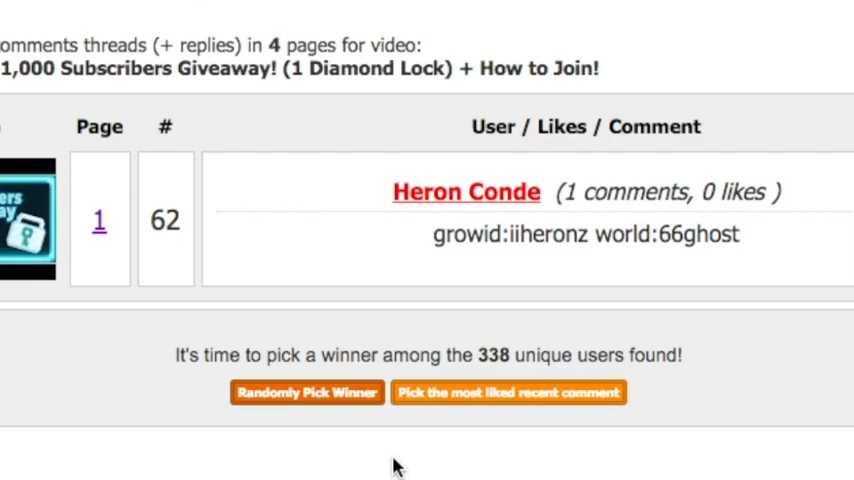 omments threads (+ replies) in 4 pages for video:
1,000 Subscribers Giveaway! (1 Diamond Lock) + How to Join!
Page # User / Likes / Comment
ers
ay
1 62 Heron Conde (1 comments, 0 likes )
growid:iiheronz world:66ghost
It's time to pick a winner among the 338 unique users found!
Randomly Pick Winner Pick the most liked recent comment